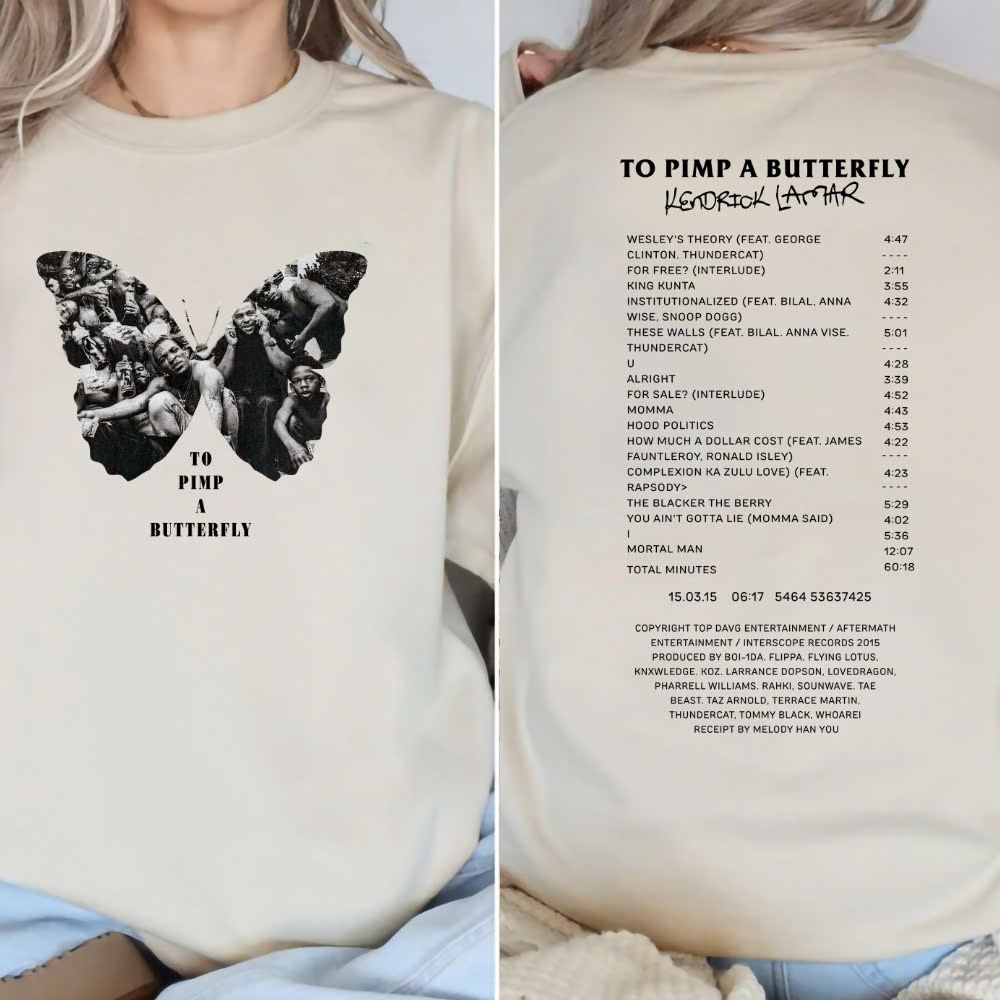 TO
PIMP
A
BUTTERFLY
TO PIMP A BUTTERFLY
KENDRICK LAMAR
WESLEY'S THEORY (FEAT. GEORGE 4:47
CLINTON. THUNDERCAT) ----
FOR FREE? (INTERLUDE) 2:11
KING KUNTA 3:55
INSTITUTIONALIZED (FEAT. BILAL, ANNA 4:32
WISE, SNOOP DOGG) ----
THESE WALLS (FEAT. BILAL. ANNA VISE. 5:01
THUNDERCAT) ----
U 4:28
ALRIGHT 3:39
FOR SALE? (INTERLUDE) 4:52
MOMMA 4:43
HOOD POLITICS 4:53
HOW MUCH A DOLLAR COST (FEAT. JAMES 4:22
FAUNTLEROY, RONALD ISLEY) ----
COMPLEXION KA ZULU LOVE) (FEAT. 4:23
RAPSODY> ----
THE BLACKER THE BERRY 5:29
YOU AIN'T GOTTA LIE (MOMMA SAID) 4:02
I 5:36
MORTAL MAN 12:07
TOTAL MINUTES 60:18
15.03.15 06:17 5464 53637425
COPYRIGHT TOP DAVG ENTERTAINMENT / AFTERMATH
ENTERTAINMENT / INTERSCOPE RECORDS 2015
PRODUCED BY BOI-1DA. FLIPPA. FLYING LOTUS,
KNXWLEDGE. KOZ. LARRANCE DOPSON, LOVEDRAGON,
PHARRELL WILLIAMS. RAHKI, SOUNWAVE. TAE
BEAST. TAZ ARNOLD, TERRACE MARTIN,
THUNDERCAT, TOMMY BLACK, WHOAREI
RECEIPT BY MELODY HAN YOU